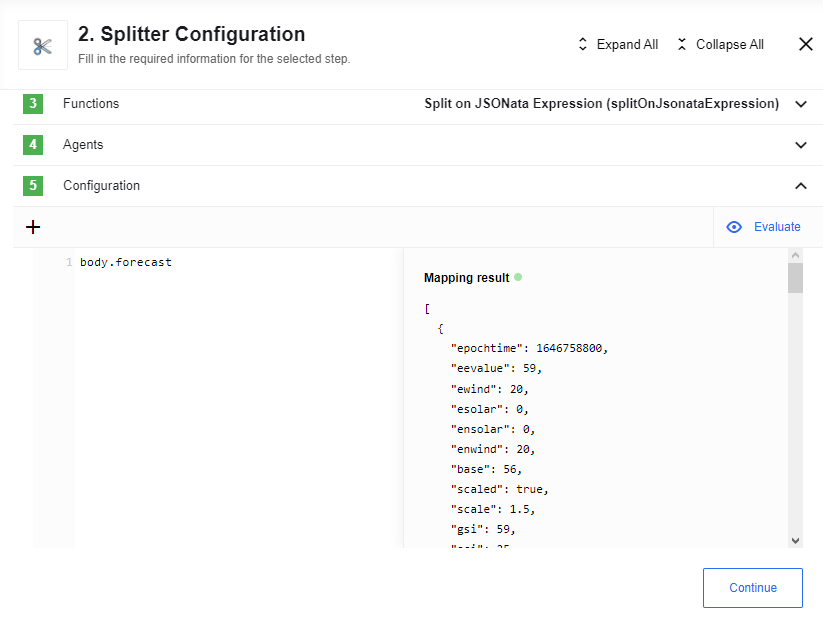 2. Splitter Configuration
Fill in the required information for the selected step.
Expand All
Collapse All
3 Functions Split on JSONata Expression (splitOnJsonataExpression)
4 Agents
5 Configuration
Evaluate
1 body.forecast
Mapping result
[
{
"epochtime": 1646758800,
"eevalue": 59,
"ewind": 20,
"esolar": 0,
"ensolar": 0,
"enwind": 20,
"base": 56,
"scaled": true,
"scale": 1.5,
"gsi": 59,
Continue